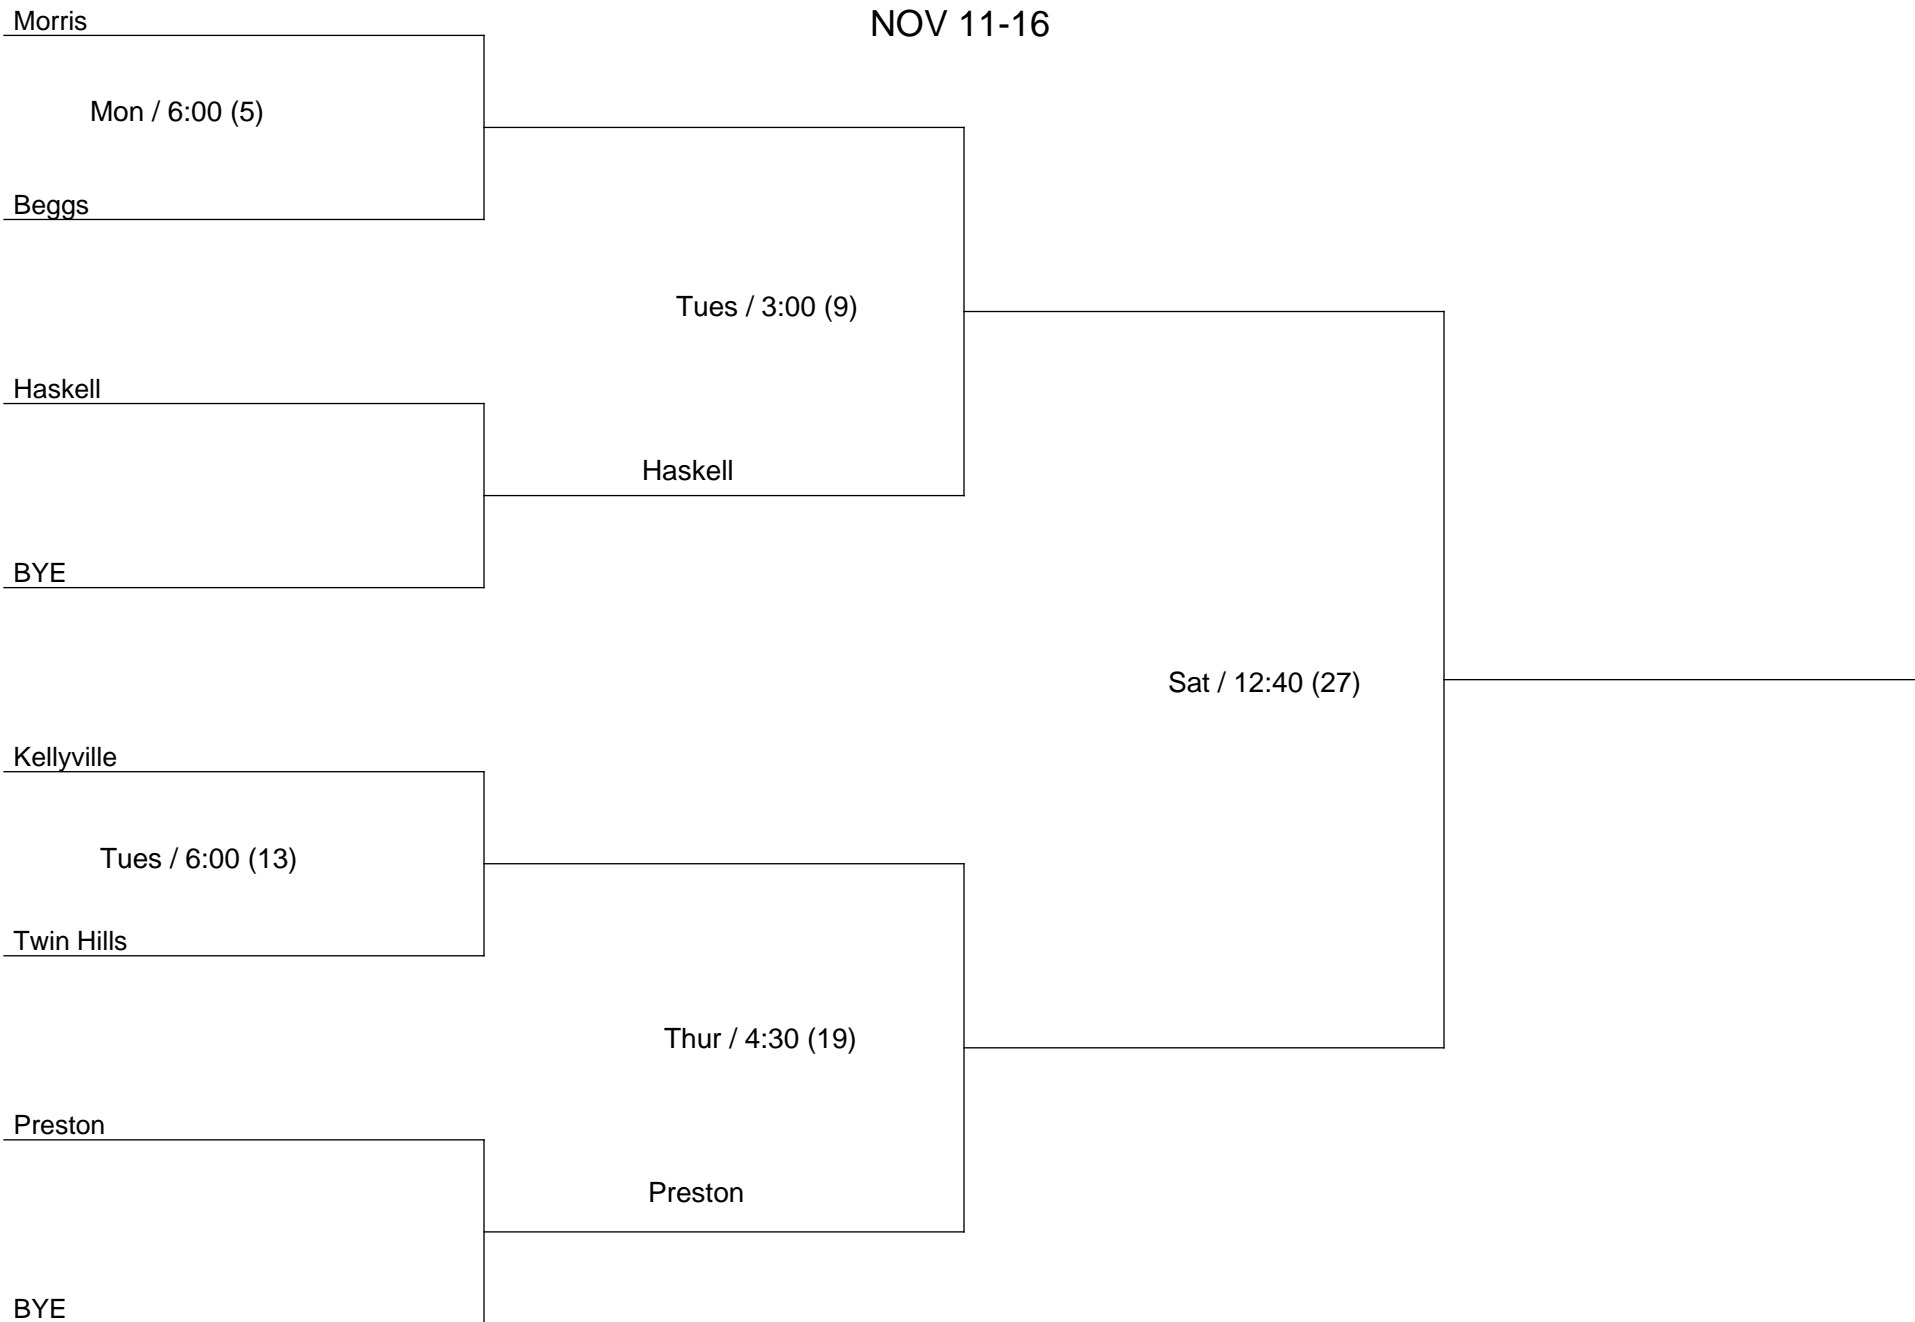 Morris
NOV 11-16
Mon / 6:00 (5)
Beggs
Tues / 3:00 (9)
Haskell
Haskell
BYE
Sat / 12:40 (27)
Kellyville
Tues / 6:00 (13)
Twin Hills
Thur / 4:30 (19)
Preston
Preston
BYE